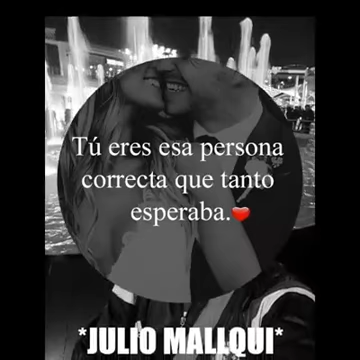 Tú eres esa persona
correcta que tanto
esperaba.
*JULIO MALLQUI*